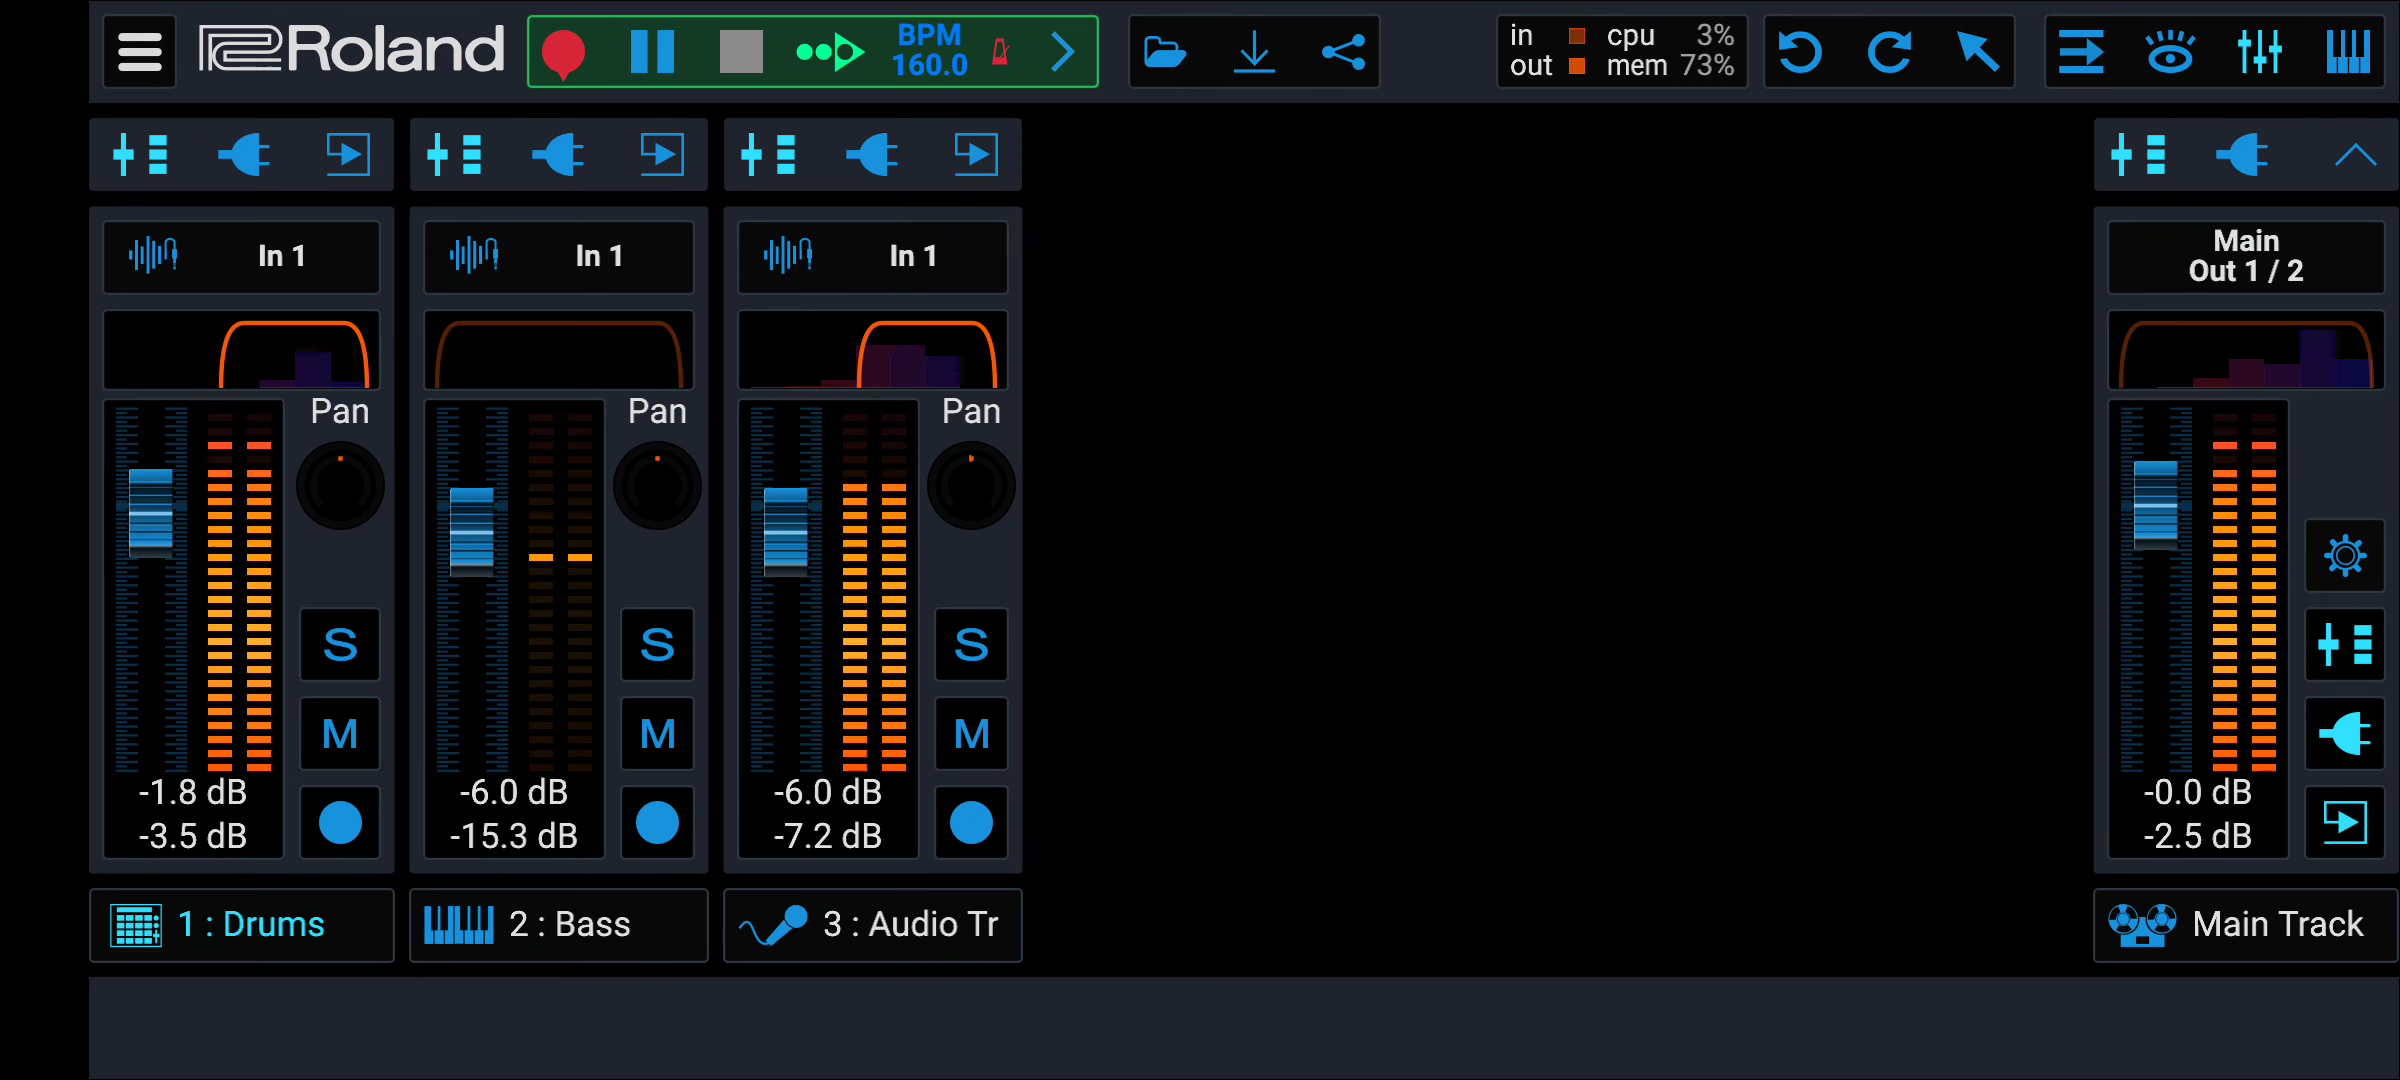 Roland
BPM
160.0
in
out
cpu 3%
mem 73%
In 1
In 1
In 1
Main
Out 1 / 2
Pan
Pan
Pan
S
S
S
M
M
M
-1.8 dB
-3.5 dB
-6.0 dB
-15.3 dB
-6.0 dB
-7.2 dB
-0.0 dB
-2.5 dB
1 : Drums
2 : Bass
3 : Audio Tr
Main Track